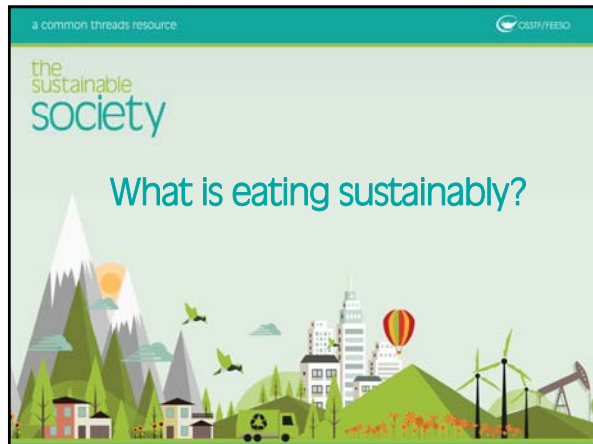 a common threads resource
OSSTF/FEESO
the
sustainable
society
What is eating sustainably?